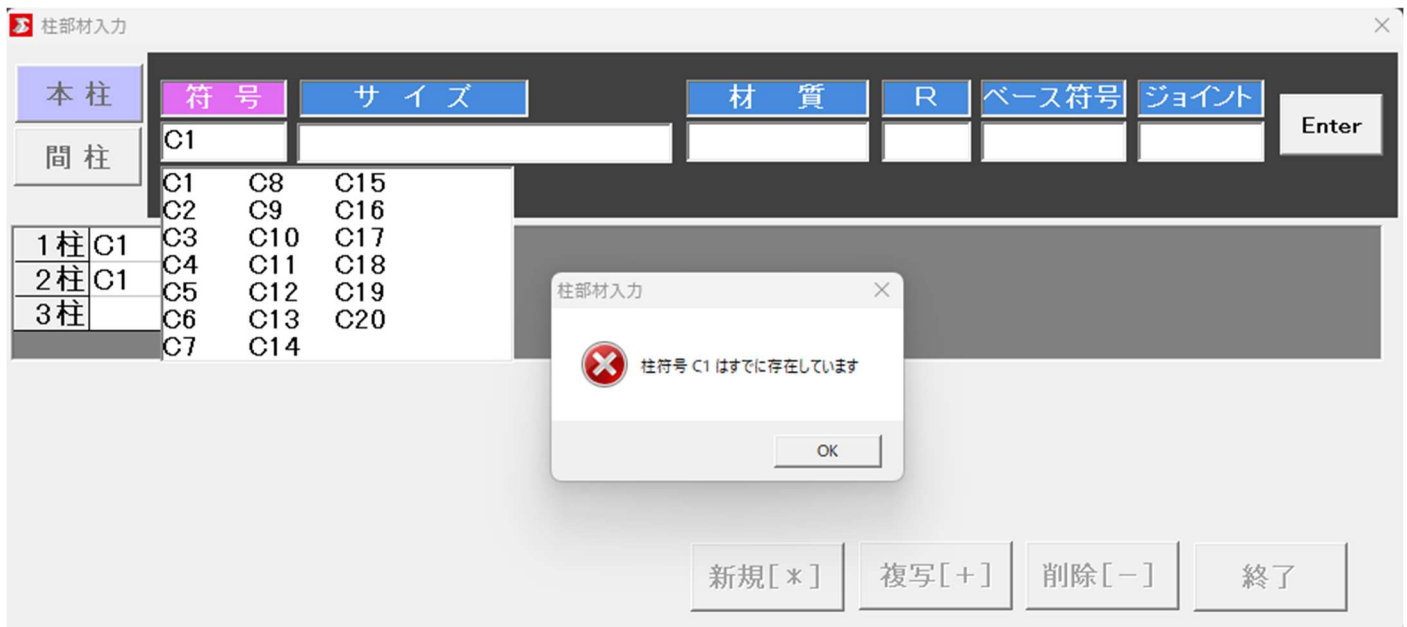 柱部材入力
本柱
符号 サイズ 材質 R ベース符号 ジョイント
C1
Enter
間柱
C1 C8 C15
C2 C9 C16
C3 C10 C17
C4 C11 C18
C5 C12 C19
C6 C13 C20
C7 C14
1柱 C1
2柱 C1
3柱
柱部材入力
柱符号 C1 はすでに存在しています
OK
新規[*] 複写[+] 削除[-] 終了